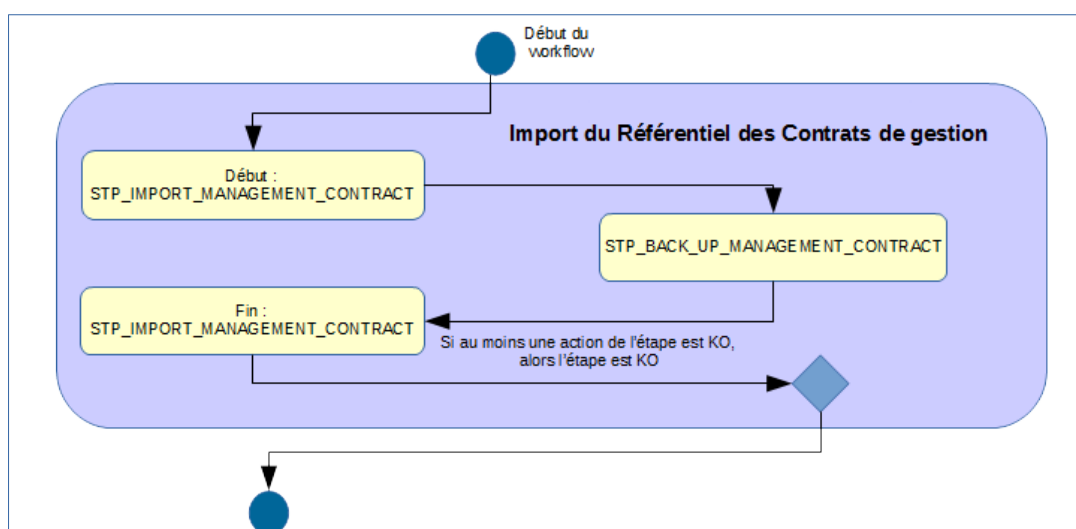 Début du
workflow
Import du Référentiel des Contrats de gestion
Début :
STP_IMPORT_MANAGEMENT_CONTRACT
STP_BACK_UP_MANAGEMENT_CONTRACT
Fin :
STP_IMPORT_MANAGEMENT_CONTRACT
Si au moins une action de l'étape est KO,
alors l'étape est KO